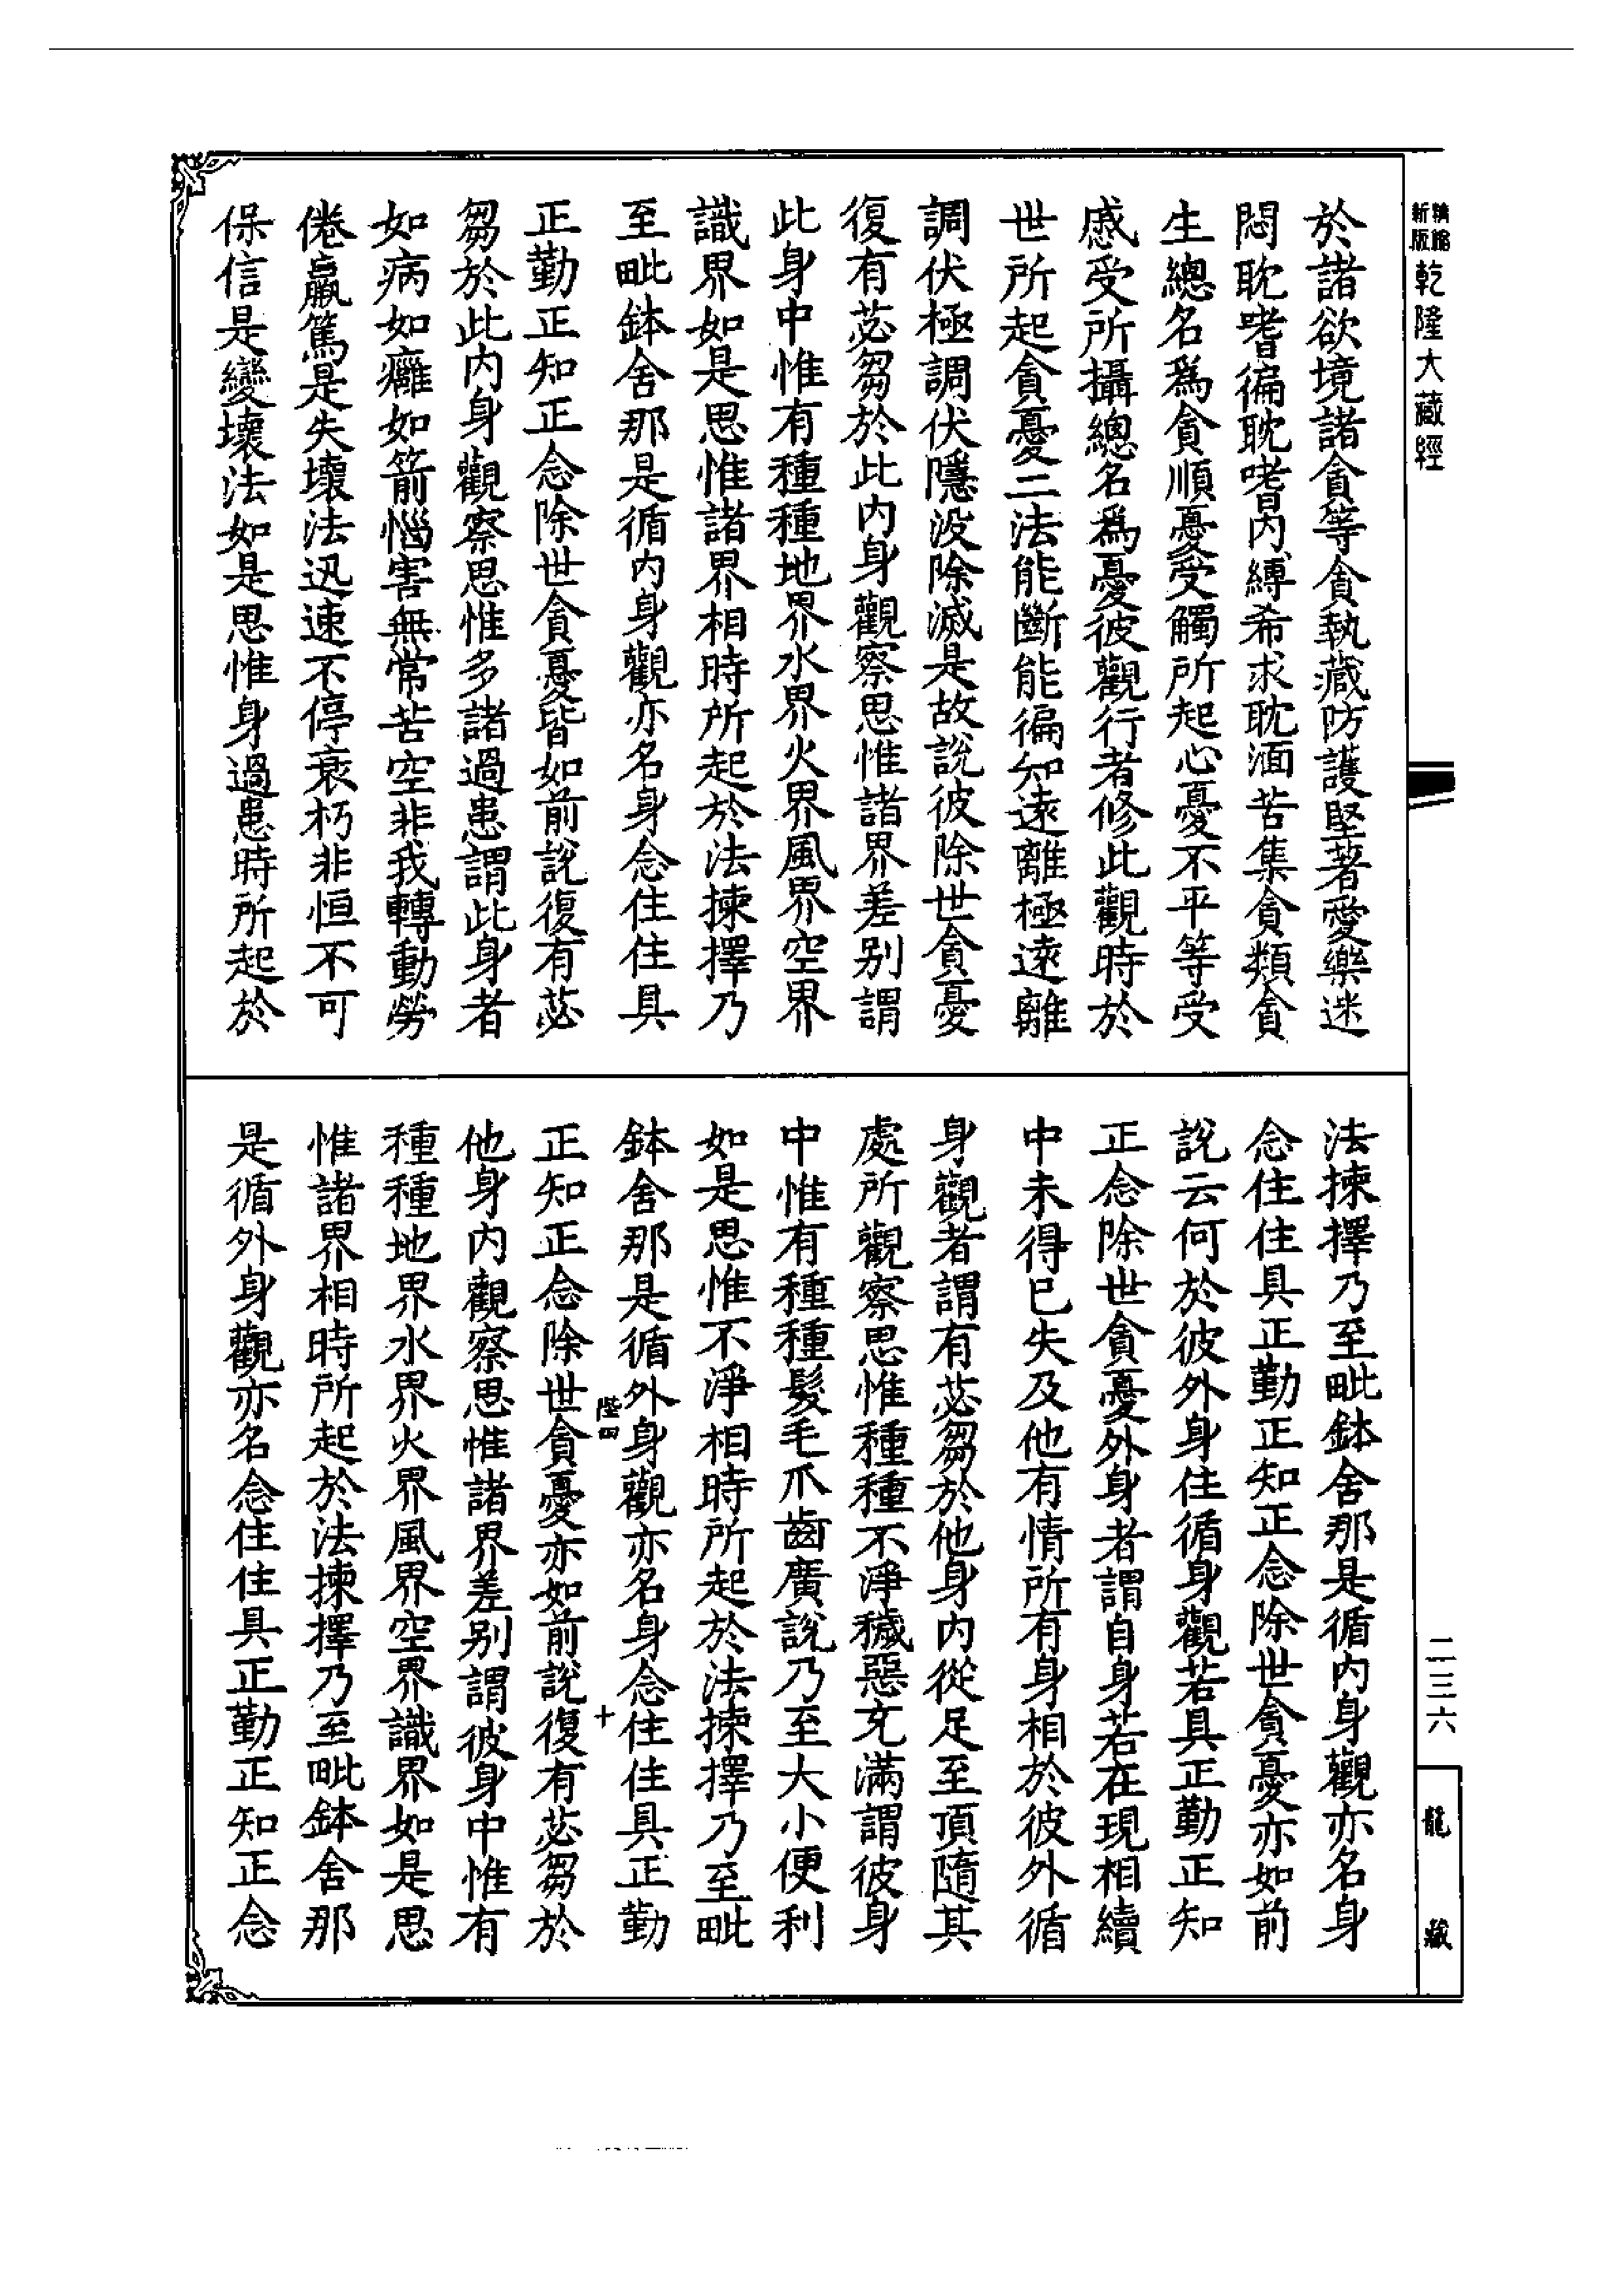 精縮
新版
乾隆大藏經
於諸欲境諸貪等貪執藏防護堅著愛樂迷
悶耽嗜徧耽嗜內縛希求耽湎苦集貪類貪
生總名爲貪順憂受觸所起心憂不平等受
慼受所攝總名爲憂彼觀行者修此觀時於
世所起貪憂二法能斷能徧知遠離極遠離
調伏極調伏隱沒除滅是故說彼除世貪憂
復有苾芻於此內身觀察思惟諸界差别謂
此身中惟有種種地界水界火界風界空界
識界如是思惟諸界相時所起於法揀擇乃
至毗鉢舍那是循內身觀亦名身念住住具
正勤正知正念除世貪憂皆如前說復有苾
芻於此內身觀察思惟多諸過患謂此身者
如病如癰如箭惱害無常苦空非我轉動勞
倦羸篤是失壞法迅速不停衰朽非恒不可
保信是變壞法如是思惟身過患時所起於
法揀擇乃至毗鉢舍那是循內身觀亦名身
念住住具正勤正知正念除世貪憂亦如前
說云何於彼外身住循身觀若具正勤正知
正念除世貪憂外身者謂自身若在現相續
中未得已失及他有情所有身相於彼外循
身觀者謂有苾芻於他身內從足至頂隨其
處所觀察思惟種種不淨穢惡充滿謂彼身
中惟有種種髮毛爪齒廣說乃至大小便利
如是思惟不淨相時所起於法揀擇乃至毗
鉢舍那是循外身觀亦名身念住住具正勤
陞四
十
正知正念除世貪憂亦如前說復有苾芻於
他身內觀察思惟諸界差别謂彼身中惟有
種種地界水界火界風界空界識界如是思
惟諸界相時所起於法揀擇乃至毗鉢舍那
是循外身觀亦名念住住具正勤正知正念
二三六
龍藏